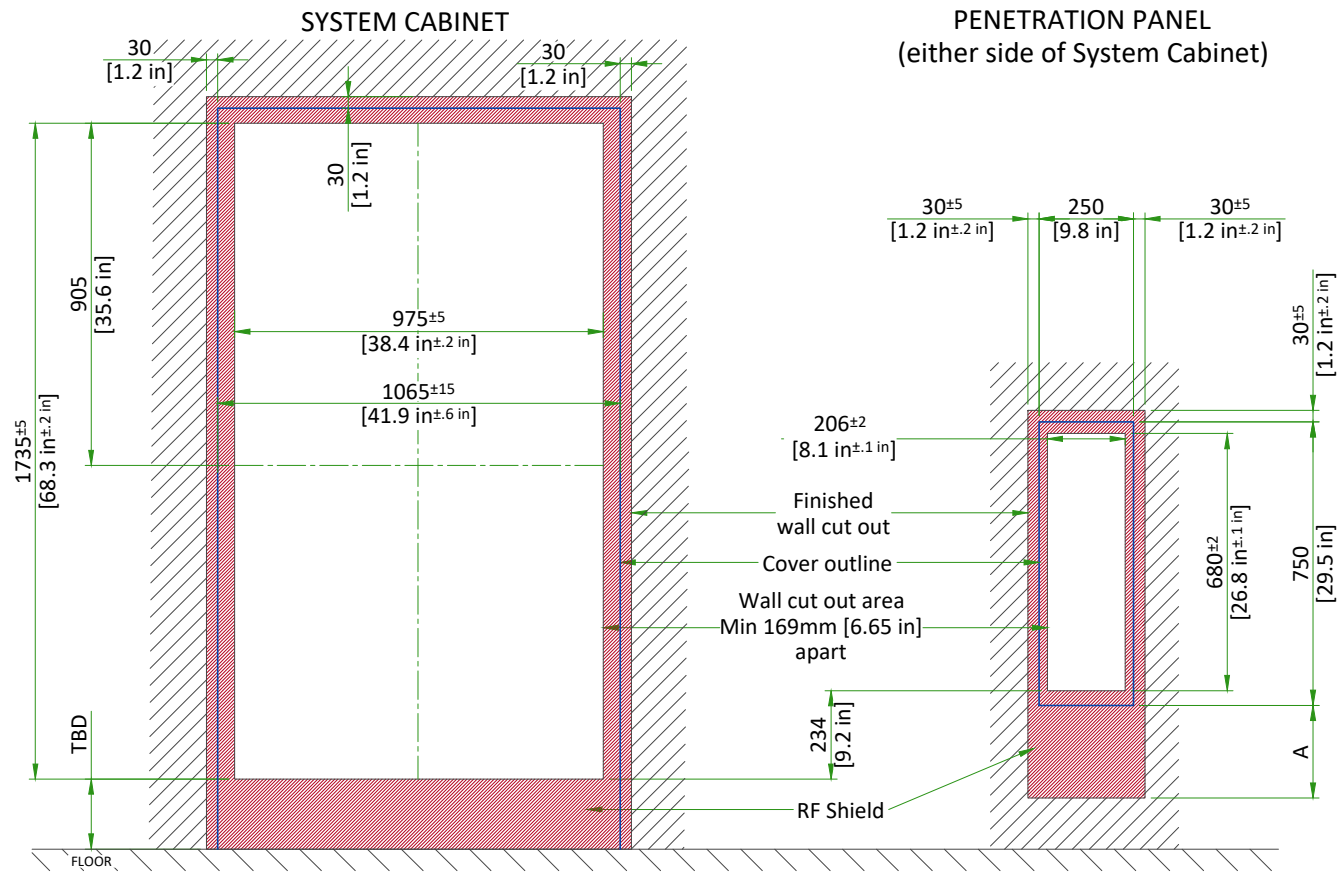 SYSTEM CABINET
PENETRATION PANEL
(either side of System Cabinet)
30
[1.2 in]
30
[1.2 in]
30
[1.2 in]
905
[35.6 in]
1735±5
[68.3 in±.2 in]
975±5
[38.4 in±.2 in]
1065±15
[41.9 in±.6 in]
TBD
FLOOR
30±5
[1.2 in±.2 in]
250
[9.8 in]
30±5
[1.2 in±.2 in]
30±5
[1.2 in±.2 in]
206±2
[8.1 in±.1 in]
Finished
wall cut out
Cover outline
Wall cut out area
Min 169mm [6.65 in]
apart
680±2
[26.8 in±.1 in]
750
[29.5 in]
234
[9.2 in]
A
RF Shield